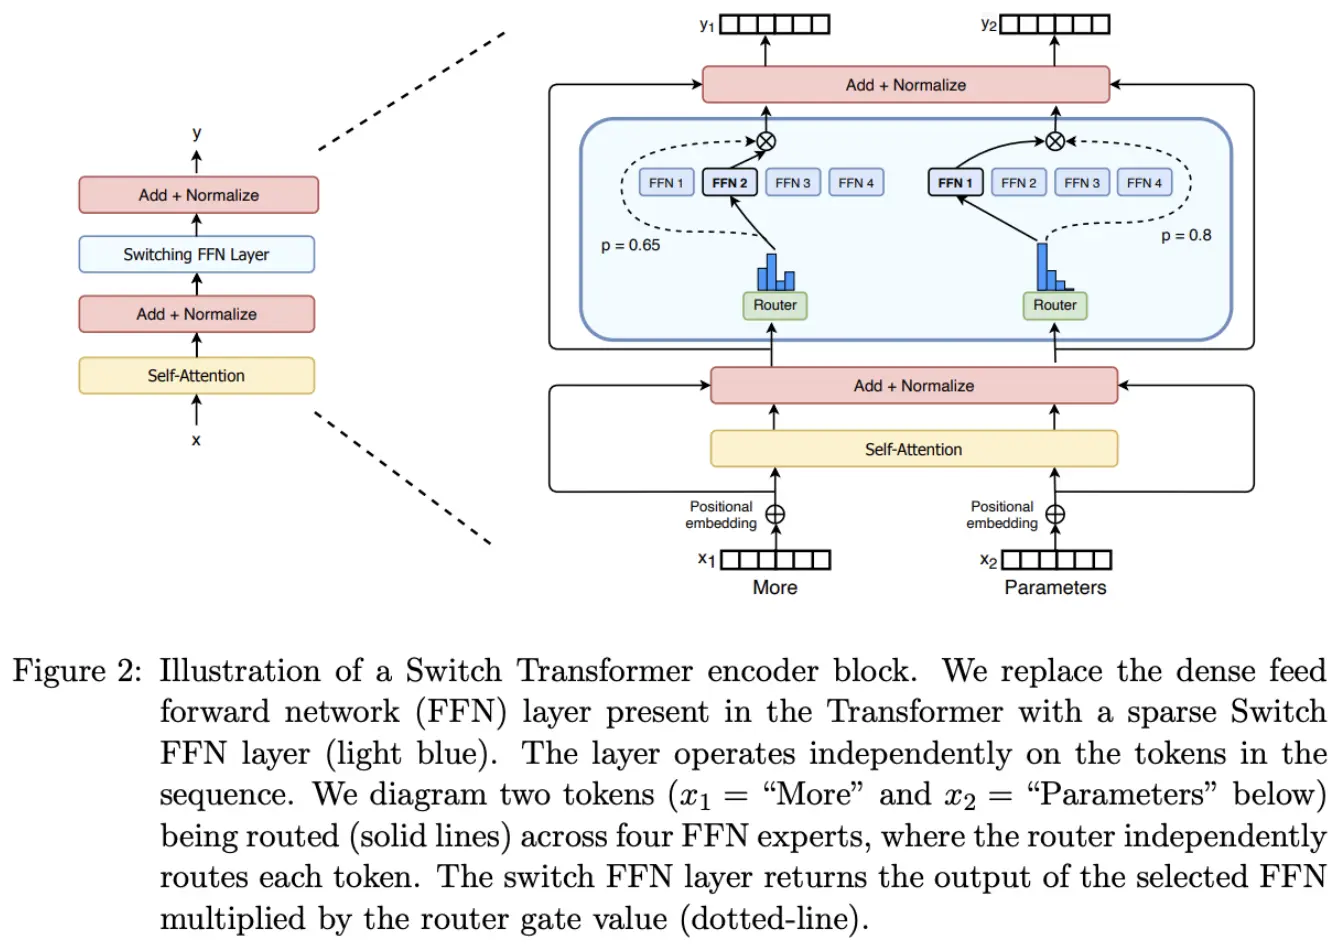 y
Add + Normalize
Switching FFN Layer
Add + Normalize
Self-Attention
x
y1
y2
Add + Normalize
FFN 1 FFN 2 FFN 3 FFN 4
FFN 1 FFN 2 FFN 3 FFN 4
p = 0.65
p = 0.8
Router
Router
Add + Normalize
Self-Attention
Positional
embedding
Positional
embedding
x1
x2
More
Parameters
Figure 2: Illustration of a Switch Transformer encoder block. We replace the dense feed
forward network (FFN) layer present in the Transformer with a sparse Switch
FFN layer (light blue). The layer operates independently on the tokens in the
sequence. We diagram two tokens (x1 = “More” and x2 = “Parameters” below)
being routed (solid lines) across four FFN experts, where the router independently
routes each token. The switch FFN layer returns the output of the selected FFN
multiplied by the router gate value (dotted-line).